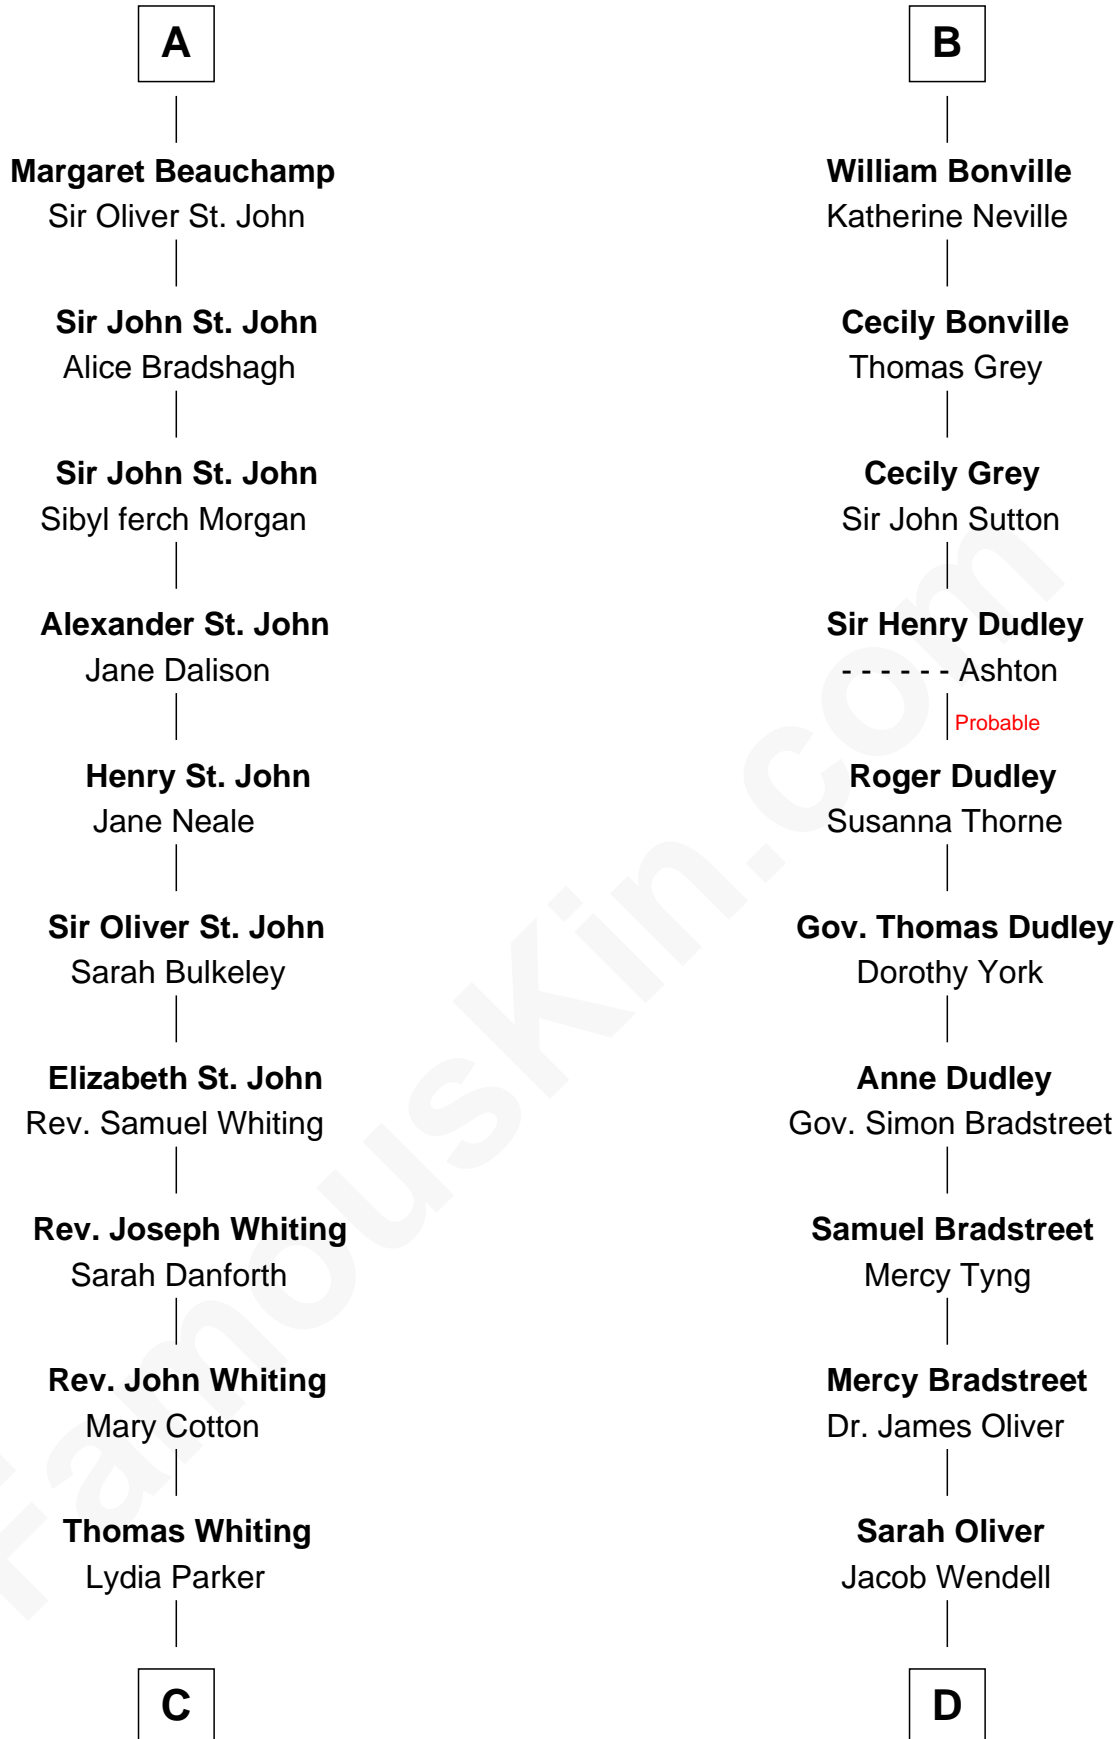 A
Margaret Beauchamp
Sir Oliver St. John
Sir John St. John
Alice Bradshagh
Sir John St. John
Sibyl ferch Morgan
Alexander St. John
Jane Dalison
Henry St. John
Jane Neale
Sir Oliver St. John
Sarah Bulkeley
Elizabeth St. John
Rev. Samuel Whiting
Rev. Joseph Whiting
Sarah Danforth
Rev. John Whiting
Mary Cotton
Thomas Whiting
Lydia Parker
C
B
William Bonville
Katherine Neville
Cecily Bonville
Thomas Grey
Cecily Grey
Sir John Sutton
Sir Henry Dudley
- - - - - - Ashton
Probable
Roger Dudley
Susanna Thorne
Gov. Thomas Dudley
Dorothy York
Anne Dudley
Gov. Simon Bradstreet
Samuel Bradstreet
Mercy Tyng
Mercy Bradstreet
Dr. James Oliver
Sarah Oliver
Jacob Wendell
D
FamousKin.com